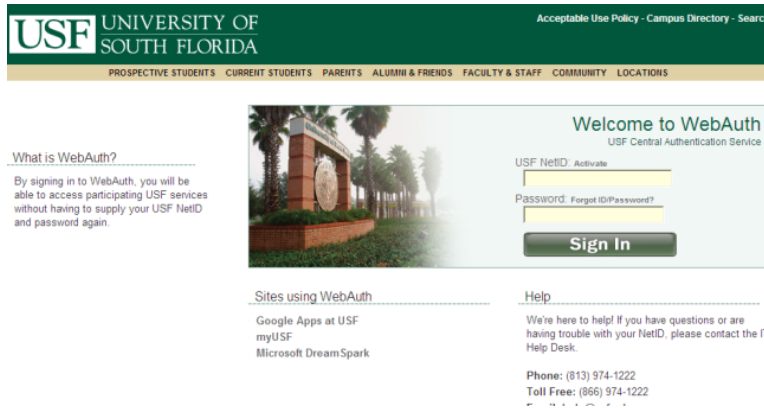 USF UNIVERSITY OF
SOUTH FLORIDA
Acceptable Use Policy - Campus Directory - Searc
PROSPECTIVE STUDENTS CURRENT STUDENTS PARENTS ALUMNI & FRIENDS FACULTY & STAFF COMMUNITY LOCATIONS
What is WebAuth?
By signing in to WebAuth, you will be
able to access participating USF services
without having to supply your USF NetID
and password again.
Welcome to WebAuth
USF Central Authentication Service
USF NetID: Activate
Password: Forgot ID/Password?
Sign In
Sites using WebAuth
Google Apps at USF
myUSF
Microsoft DreamSpark
Help
We're here to help! If you have questions or are
having trouble with your NetID, please contact the I
Help Desk.
Phone: (813) 974-1222
Toll Free: (866) 974-1222